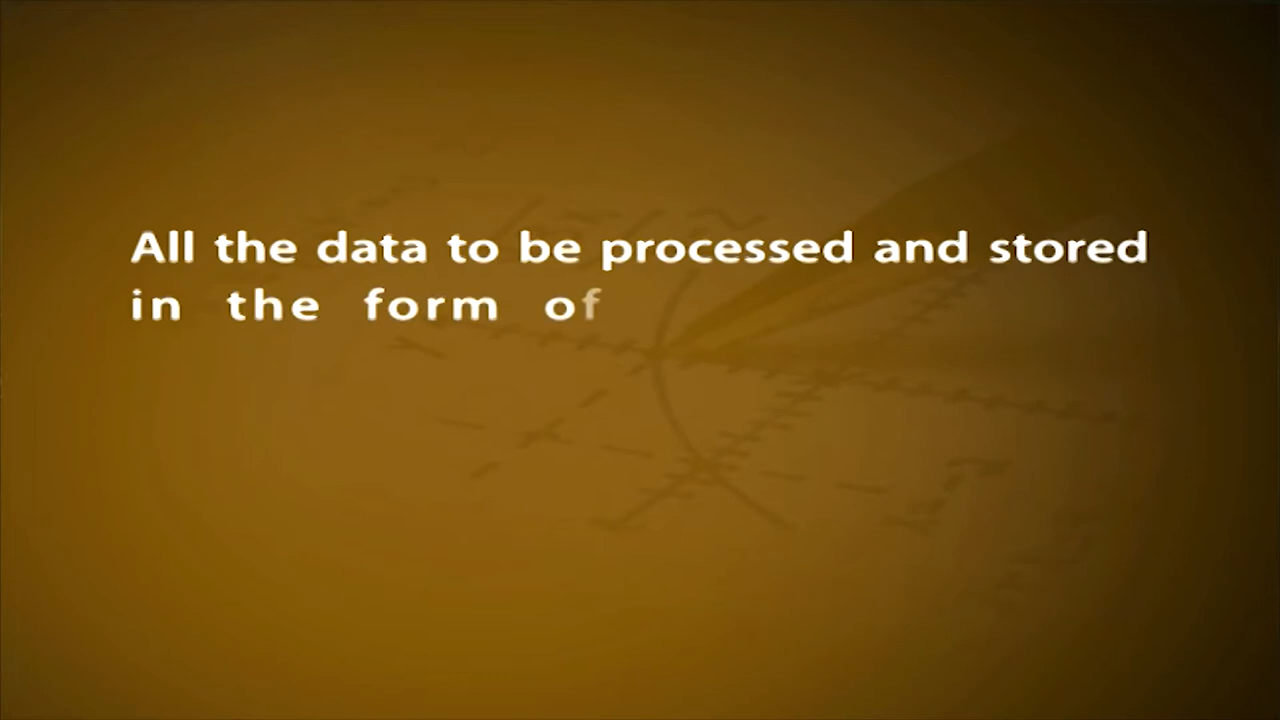 All the data to be processed and stored
in the form of